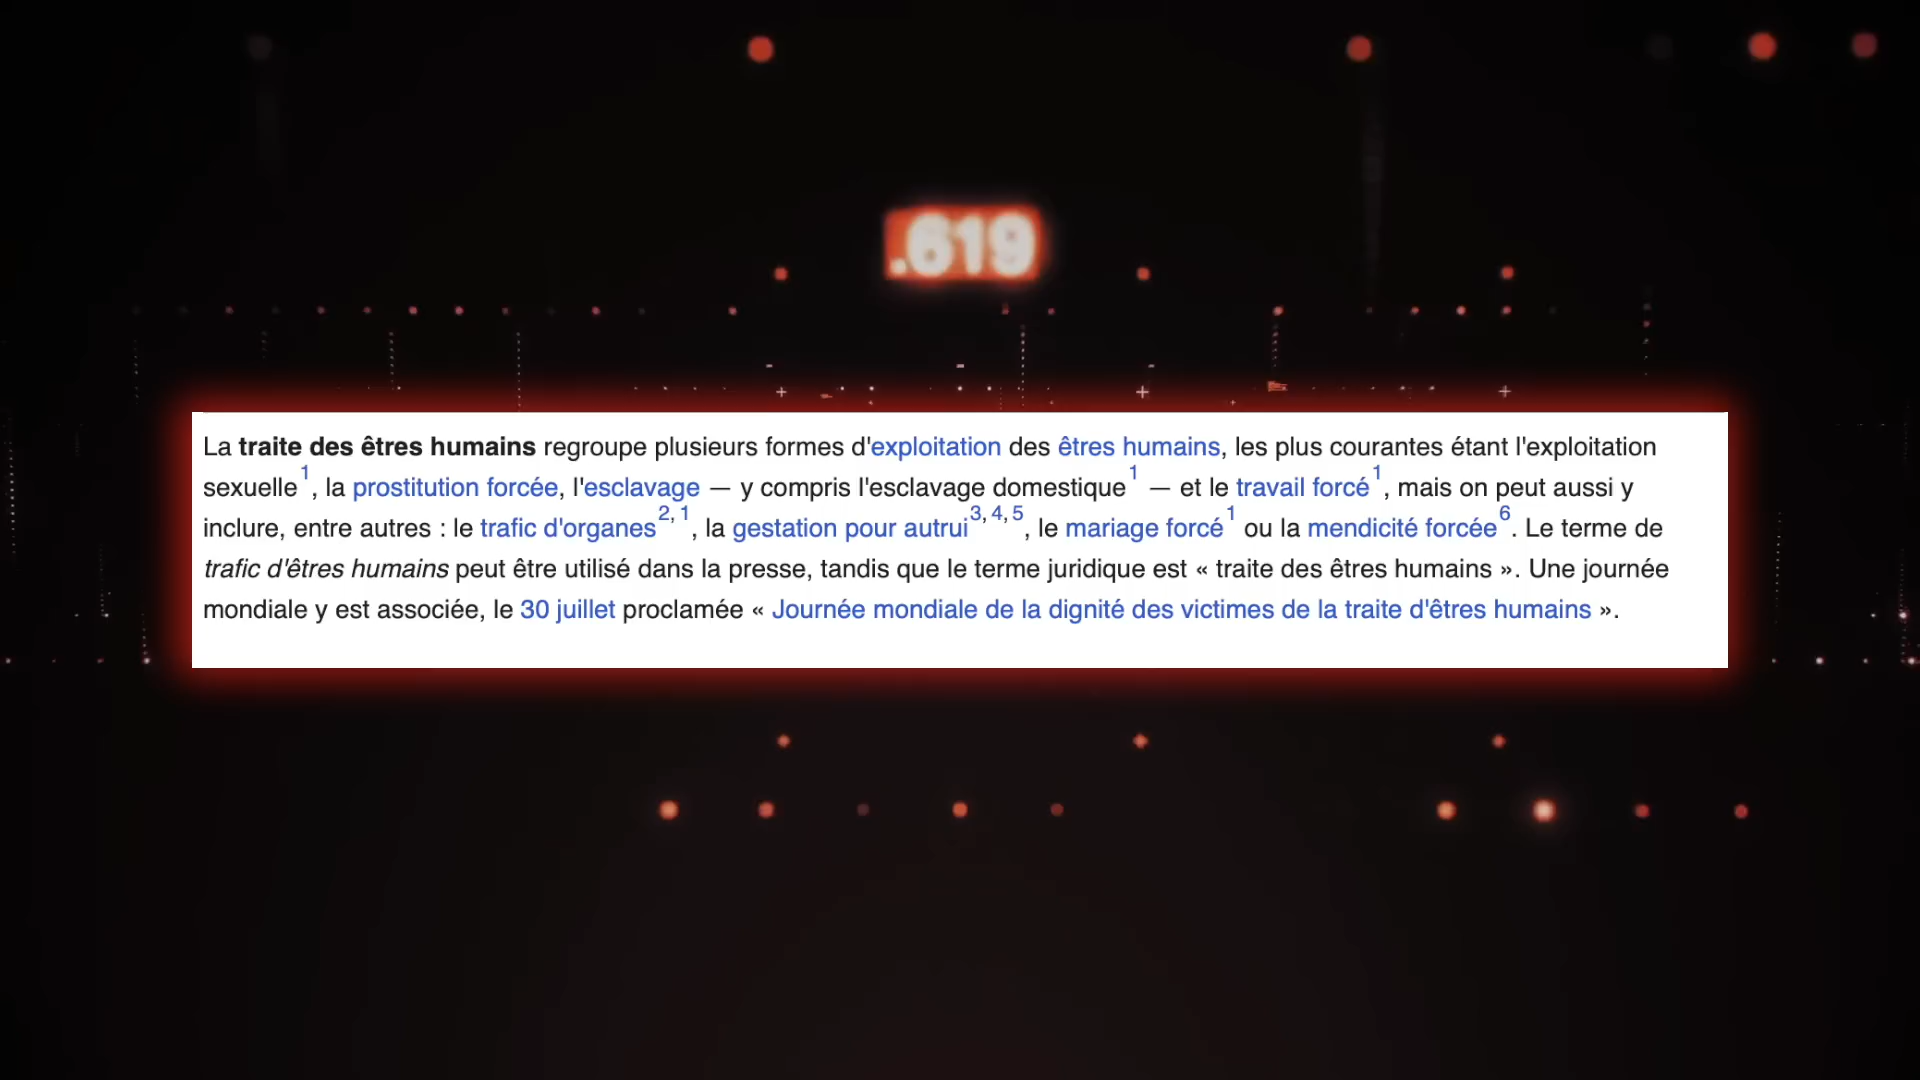 .619
La traite des êtres humains regroupe plusieurs formes d'exploitation des êtres humains, les plus courantes étant l'exploitation
sexuelle1, la prostitution forcée, l'esclavage — y compris l'esclavage domestique1 — et le travail forcé1, mais on peut aussi y
inclure, entre autres : le trafic d'organes2, 1, la gestation pour autrui3, 4, 5, le mariage forcé1 ou la mendicité forcée6. Le terme de
trafic d'êtres humains peut être utilisé dans la presse, tandis que le terme juridique est « traite des êtres humains ». Une journée
mondiale y est associée, le 30 juillet proclamée « Journée mondiale de la dignité des victimes de la traite d'êtres humains ».